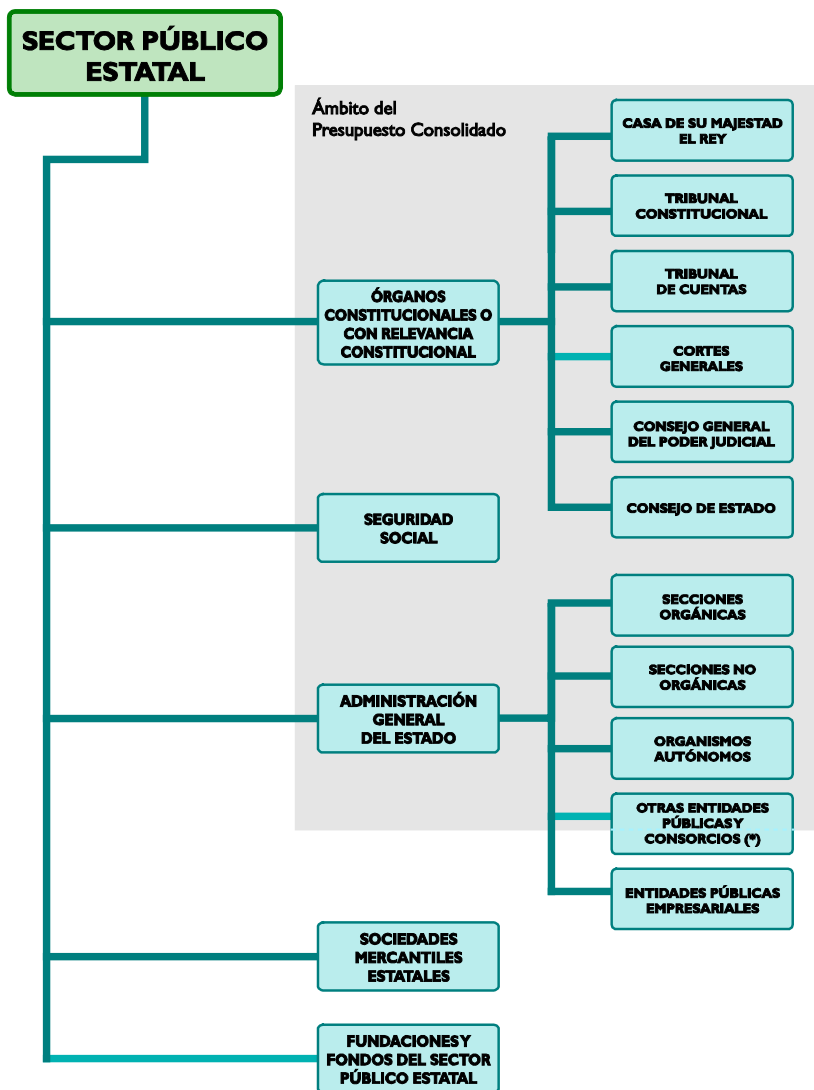 SECTOR PÚBLICO
ESTATAL
Ámbito del
Presupuesto Consolidado
ÓRGANOS
CONSTITUCIONALES O
CON RELEVANCIA
CONSTITUCIONAL
CASA DE SU MAJESTAD
EL REY
TRIBUNAL
CONSTITUCIONAL
TRIBUNAL
DE CUENTAS
CORTES
GENERALES
CONSEJO GENERAL
DEL PODER JUDICIAL
CONSEJO DE ESTADO
SEGURIDAD
SOCIAL
ADMINISTRACIÓN
GENERAL
DEL ESTADO
SECCIONES
ORGÁNICAS
SECCIONES NO
ORGÁNICAS
ORGANISMOS
AUTÓNOMOS
OTRAS ENTIDADES
PÚBLICAS Y
CONSORCIOS (*)
ENTIDADES PÚBLICAS
EMPRESARIALES
SOCIEDADES
MERCANTILES
ESTATALES
FUNDACIONES Y
FONDOS DEL SECTOR
PÚBLICO ESTATAL